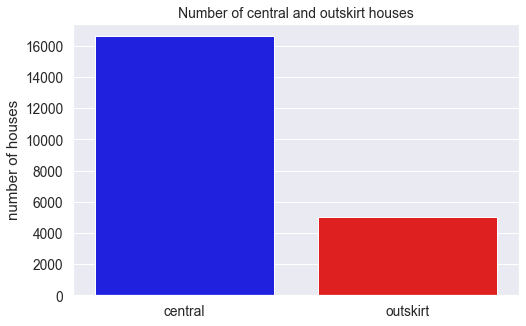 Number of central and outskirt houses
number of houses
16000
14000
12000
10000
8000
6000
4000
2000
0
central
outskirt